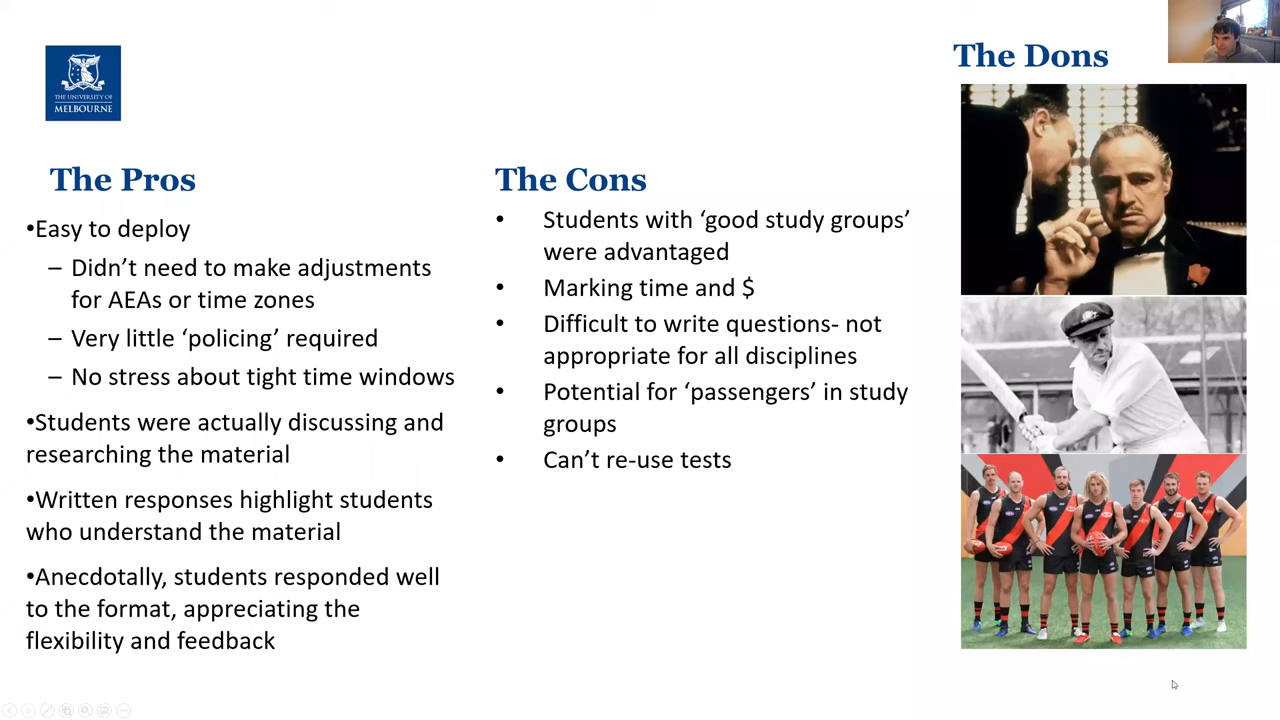 THE UNIVERSITY OF
MELBOURNE
The Pros
•Easy to deploy
– Didn’t need to make adjustments
for AEAs or time zones
– Very little ‘policing’ required
– No stress about tight time windows
•Students were actually discussing and
researching the material
•Written responses highlight students
who understand the material
•Anecdotally, students responded well
to the format, appreciating the
flexibility and feedback
The Cons
• Students with ‘good study groups’
were advantaged
• Marking time and $
• Difficult to write questions- not
appropriate for all disciplines
• Potential for ‘passengers’ in study
groups
• Can’t re-use tests
The Dons